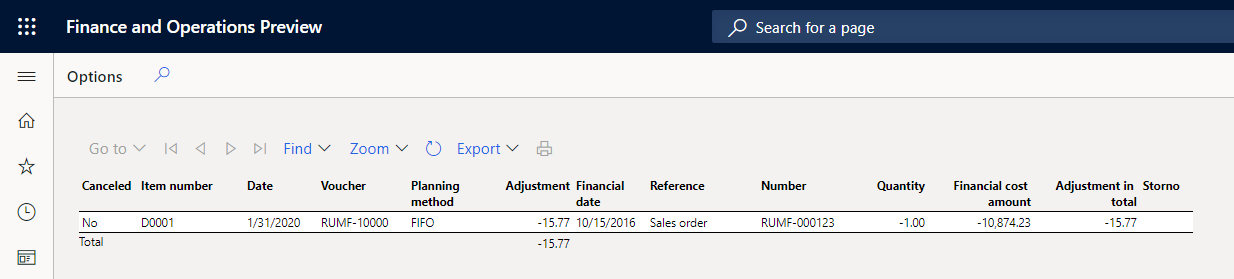 Finance and Operations Preview Search for a page
Options
Go to Find Zoom Export
Canceled Item number Date Voucher Planning method Adjustment Financial date Reference Number Quantity Financial cost amount Adjustment in total Storno
No D0001 1/31/2020 RUMF-10000 FIFO -15.77 10/15/2016 Sales order RUMF-000123 -1.00 -10,874.23 -15.77
Total -15.77